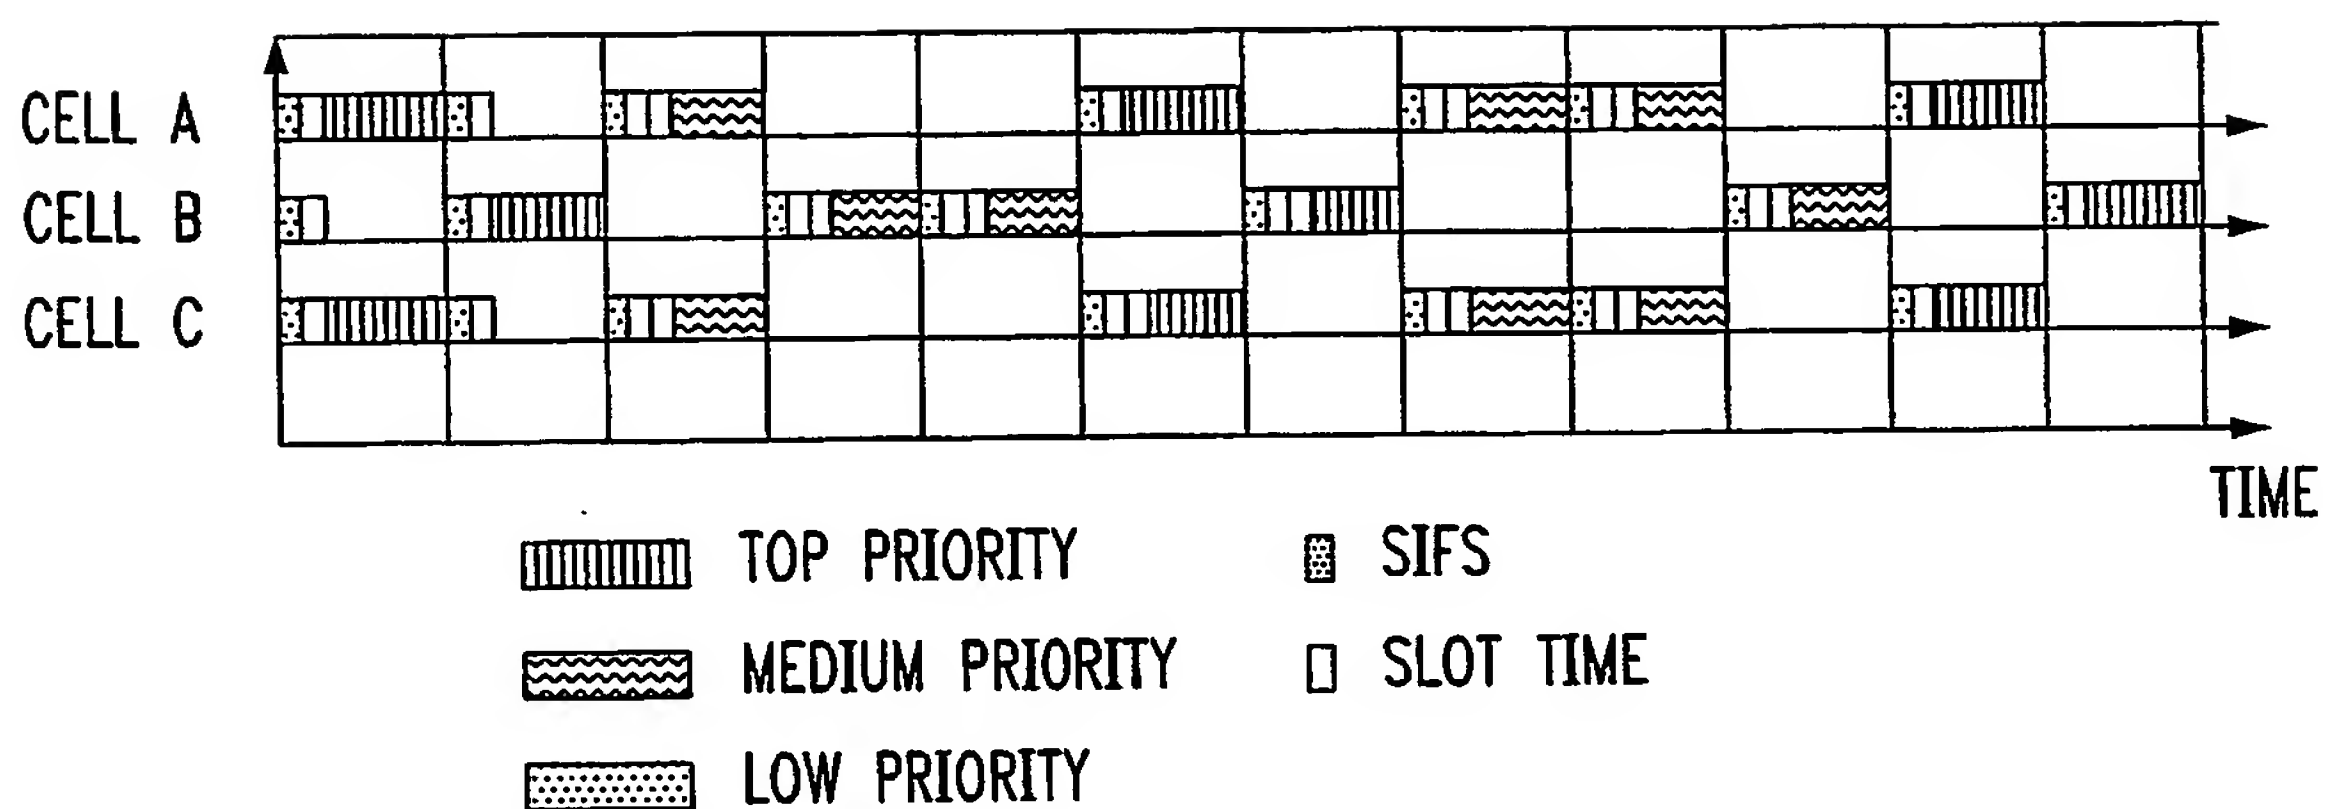 CELL A
CELL B
CELL C
TIME
TOP PRIORITY
SIFS
MEDIUM PRIORITY
SLOT TIME
LOW PRIORITY